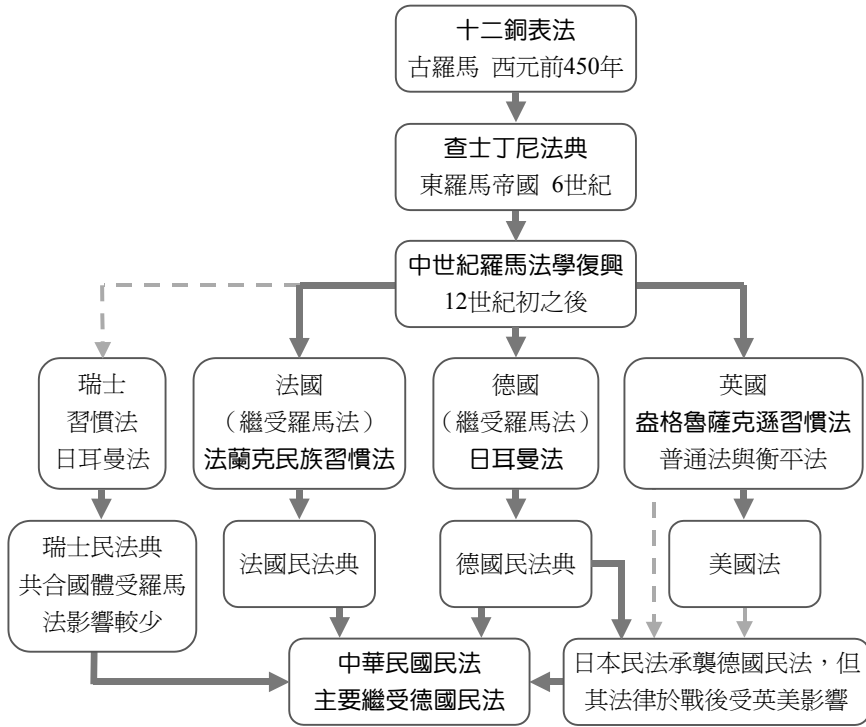 十二銅表法
古羅馬 西元前450年
查士丁尼法典
東羅馬帝國 6世紀
中世紀羅馬法學復興
12世紀初之後
瑞士
習慣法
日耳曼法
法國
（繼受羅馬法）
法蘭克民族習慣法
德國
（繼受羅馬法）
日耳曼法
英國
盎格魯薩克遜習慣法
普通法與衡平法
瑞士民法典
共合國體受羅馬
法影響較少
法國民法典
德國民法典
美國法
中華民國民法
主要繼受德國民法
日本民法承襲德國民法，但
其法律於戰後受英美影響